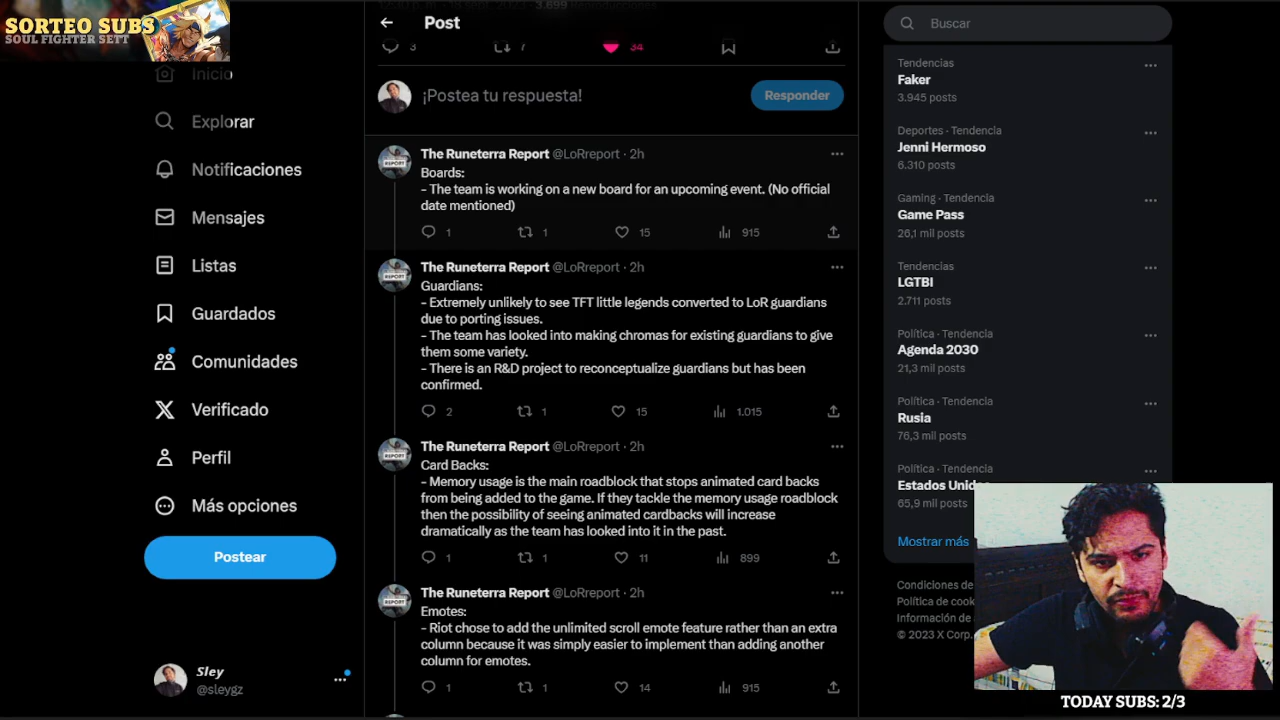 SORTEO SUBS
SOUL FIGHTER SETT
Inicio
Explorar
Notificaciones
Mensajes
Listas
Guardados
Comunidades
Verificado
Perfil
Más opciones
Postear
Sley
@sleygz
Post
3 7 34
¡Postea tu respuesta!
Responder
The Runeterra Report @LoRreport · 2h
Boards:
- The team is working on a new board for an upcoming event. (No official
date mentioned)
1 1 15 915
The Runeterra Report @LoRreport · 2h
Guardians:
- Extremely unlikely to see TFT little legends converted to LoR guardians
due to porting issues.
- The team has looked into making chromas for existing guardians to give
them some variety.
- There is an R&D project to reconceptualize guardians but has been
confirmed.
2 1 15 1.015
The Runeterra Report @LoRreport · 2h
Card Backs:
- Memory usage is the main roadblock that stops animated card backs
from being added to the game. If they tackle the memory usage roadblock
then the possibility of seeing animated cardbacks will increase
dramatically as the team has looked into it in the past.
1 1 11 899
The Runeterra Report @LoRreport · 2h
Emotes:
- Riot chose to add the unlimited scroll emote feature rather than an extra
column because it was simply easier to implement than adding another
column for emotes.
1 1 14 915
Buscar
Tendencias
Faker
3.945 posts
Deportes · Tendencia
Jenni Hermoso
6.310 posts
Gaming · Tendencia
Game Pass
26,1 mil posts
Tendencias
LGTBI
2.711 posts
Política · Tendencia
Agenda 2030
21,3 mil posts
Política · Tendencia
Rusia
76,3 mil posts
Política · Tendencia
Estados
65,9 mil posts
Mostrar más
Condiciones de
Política de
Información de
© 2023 X Corp.
TODAY SUBS: 2/3